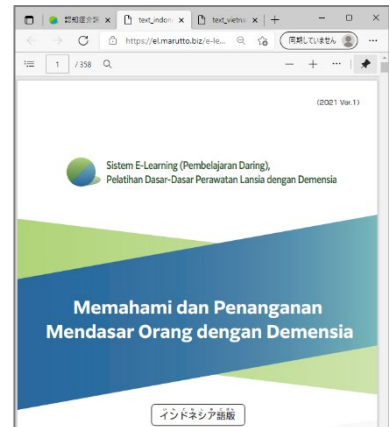 認知症介護
text_indon
text_vietna
https://el.marutto.biz/e-le...
同期していません
1 / 358
(2021 Ver.1)
Sistem E-Learning (Pembelajaran Daring),
Pelatihan Dasar-Dasar Perawatan Lansia dengan Demensia
Memahami dan Penanganan
Mendasar Orang dengan Demensia
インドネシア語版